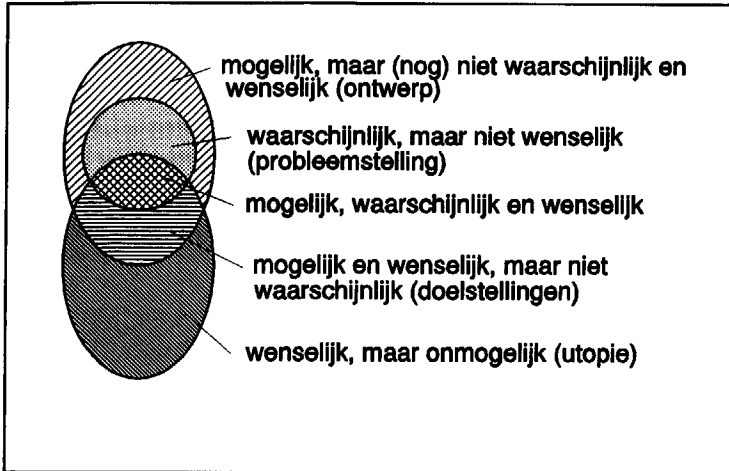 mogelijk, maar (nog) niet waarschijnlijk en
wenselijk (ontwerp)
waarschijnlijk, maar niet wenselijk
(probleemstelling)
mogelijk, waarschijnlijk en wenselijk
mogelijk en wenselijk, maar niet
waarschijnlijk (doelstellingen)
wenselijk, maar onmogelijk (utopie)